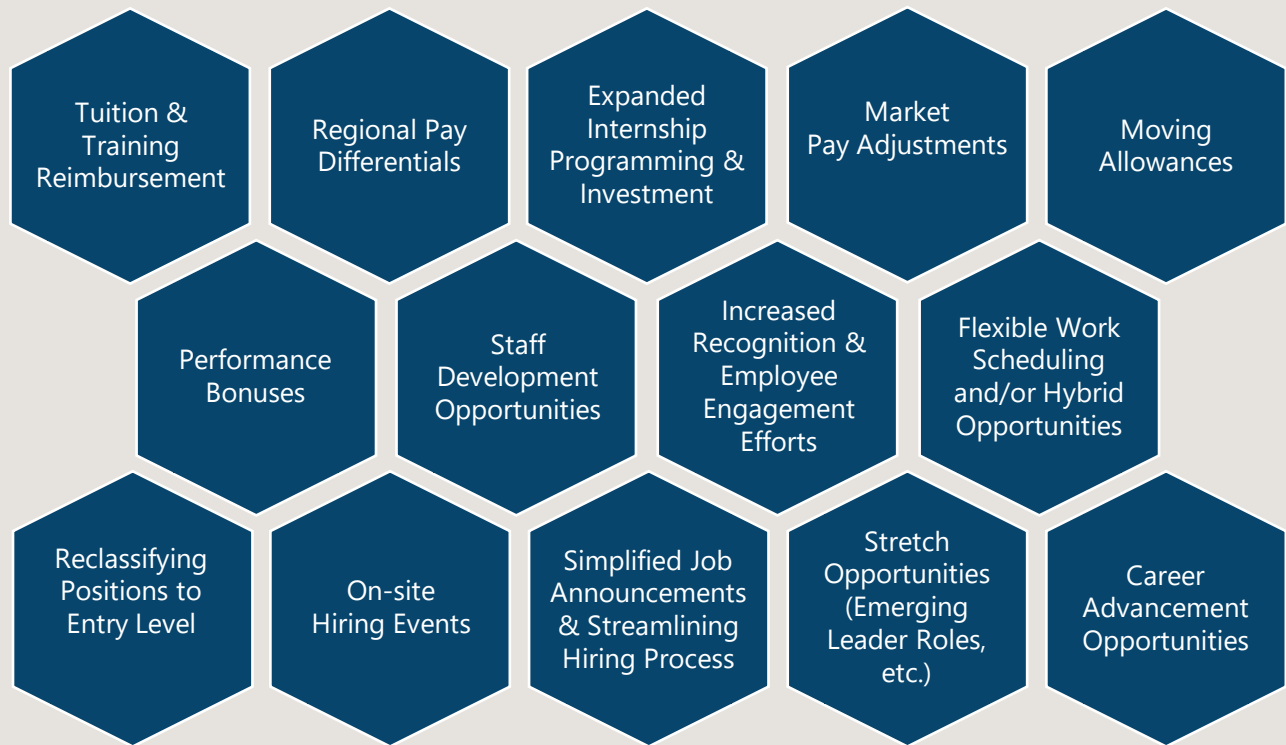 Tuition &
Training
Reimbursement
Regional Pay
Differentials
Expanded
Internship
Programming &
Investment
Market
Pay Adjustments
Moving
Allowances
Performance
Bonuses
Staff
Development
Opportunities
Increased
Recognition &
Employee
Engagement
Efforts
Flexible Work
Scheduling
and/or Hybrid
Opportunities
Reclassifying
Positions to
Entry Level
On-site
Hiring Events
Simplified Job
Announcements
& Streamlining
Hiring Process
Stretch
Opportunities
(Emerging
Leader Roles,
etc.)
Career
Advancement
Opportunities